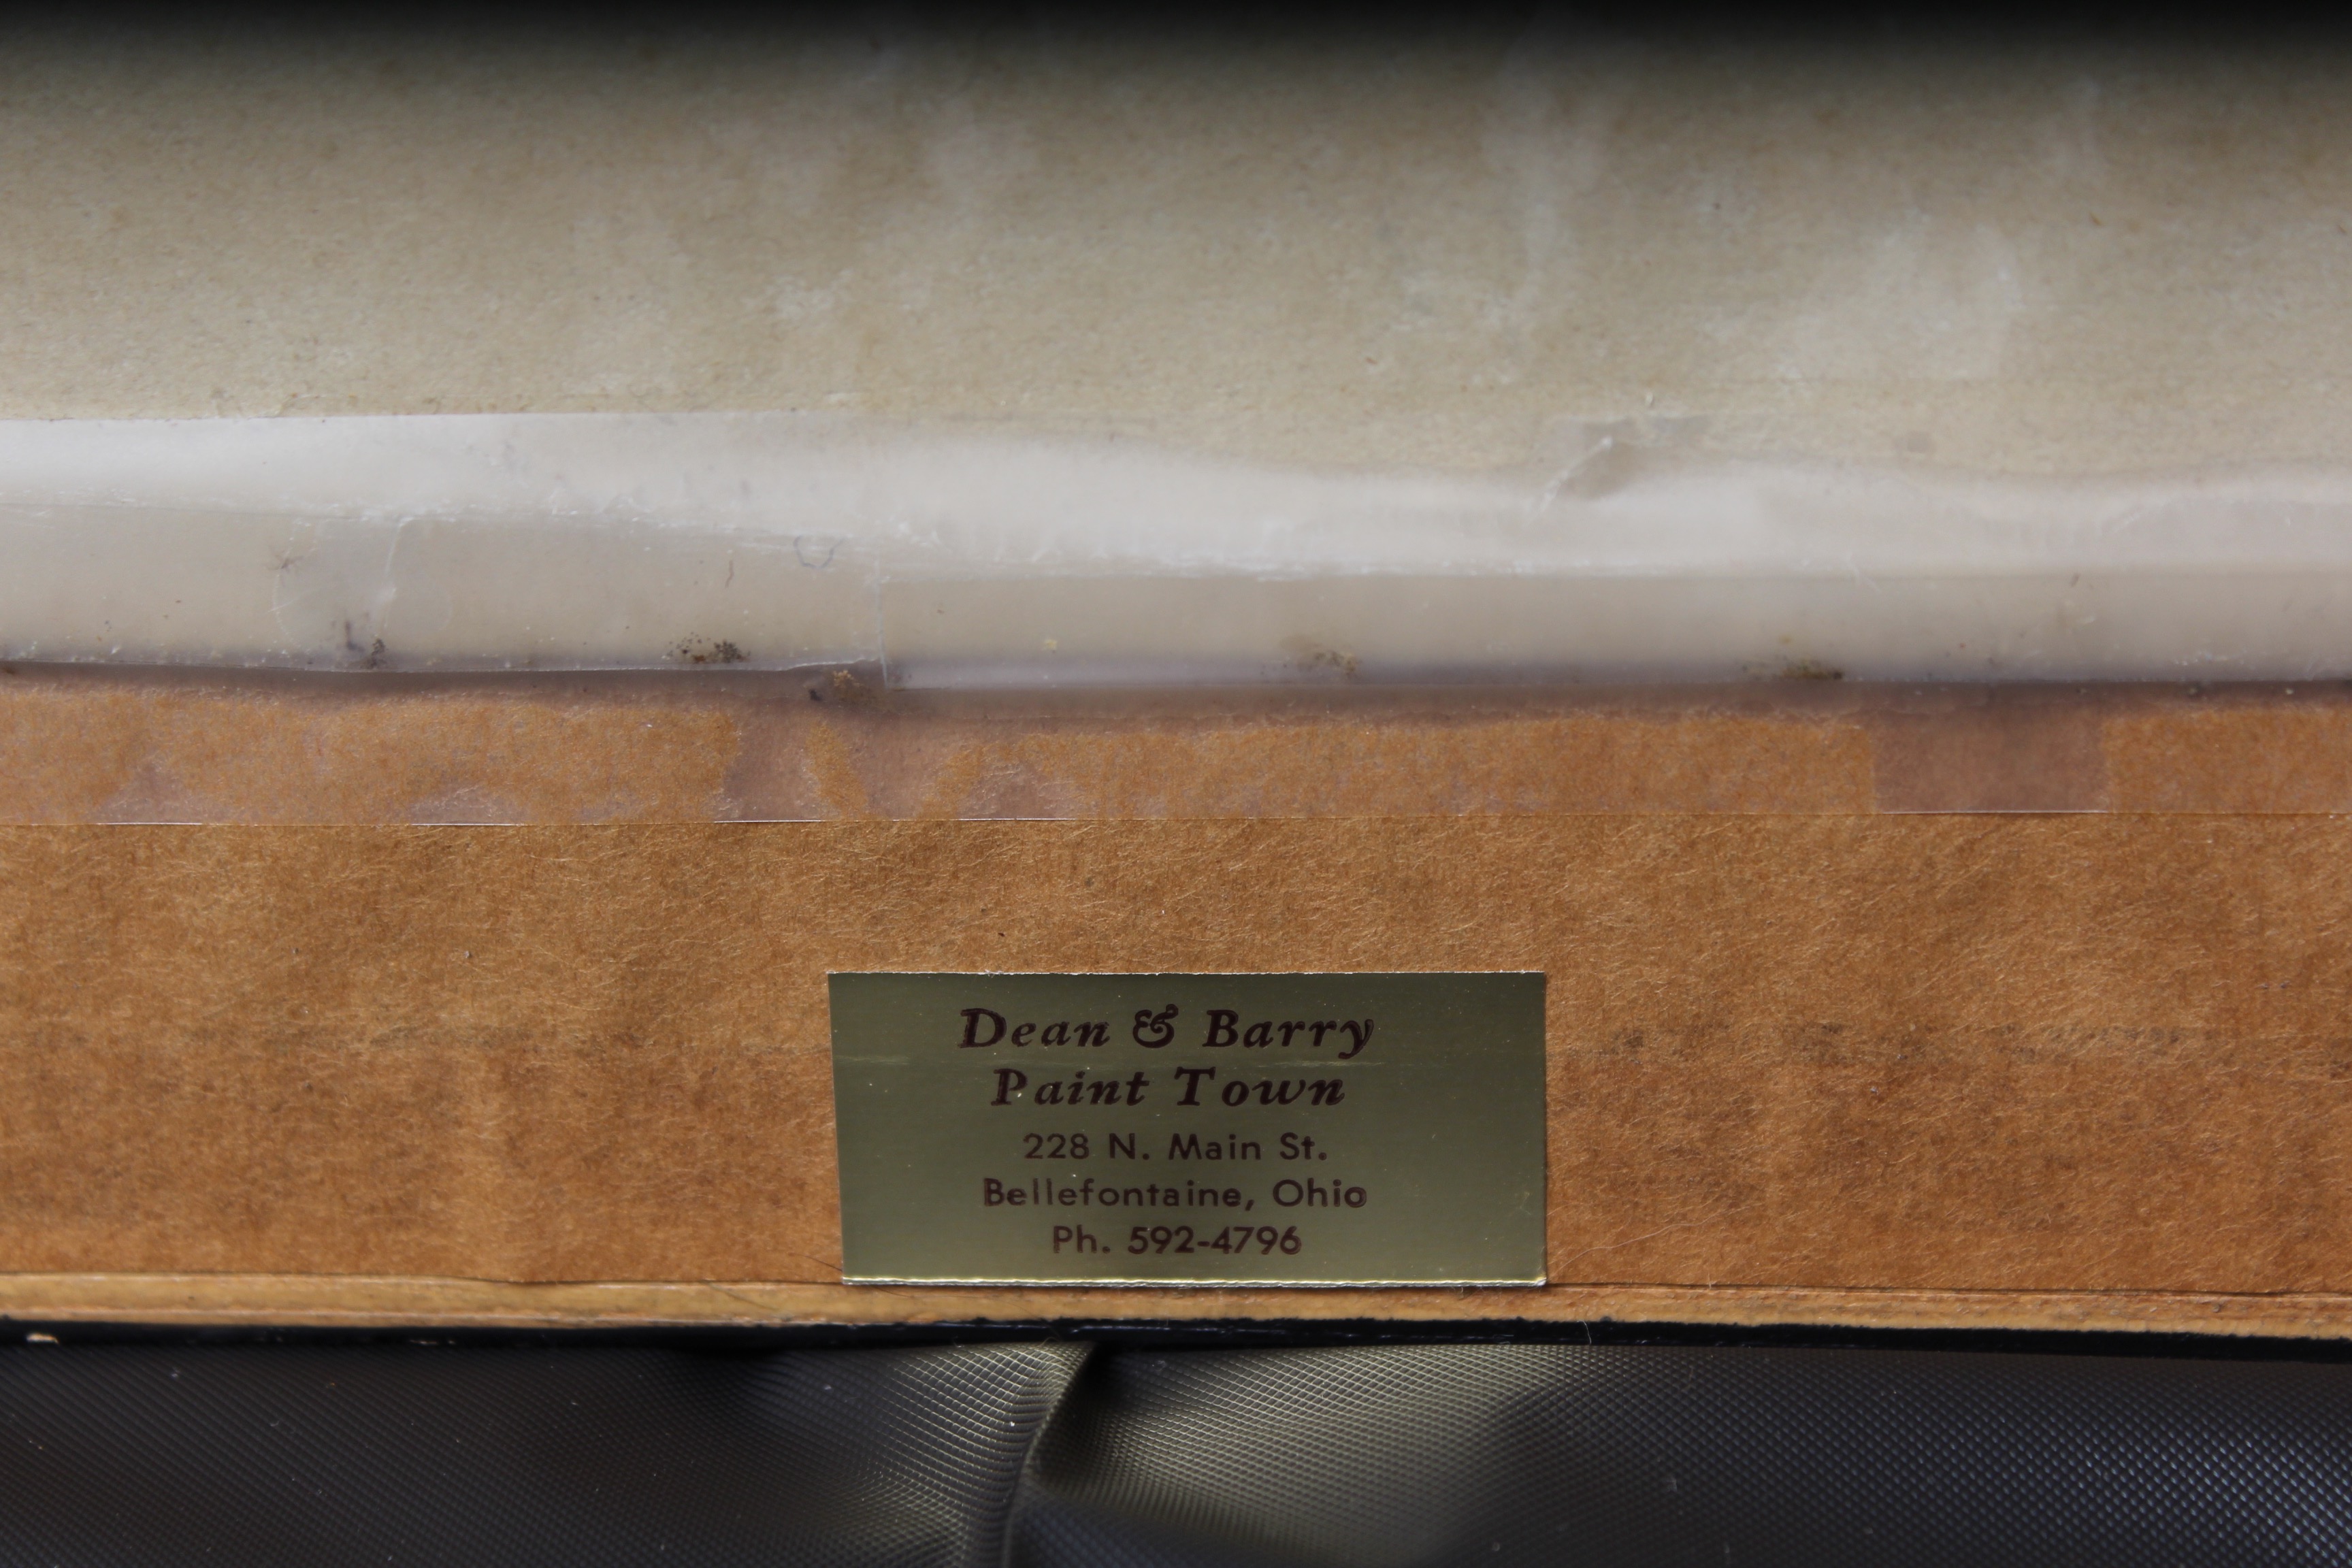 Dean & Barry
Paint Town
228 N. Main St.
Bellefontaine, Ohio
Ph. 592-4796